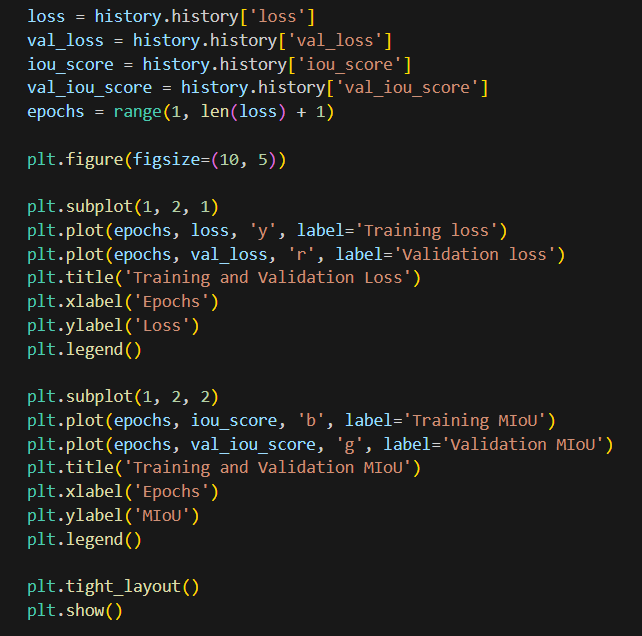 loss = history.history['loss']
val_loss = history.history['val_loss']
iou_score = history.history['iou_score']
val_iou_score = history.history['val_iou_score']
epochs = range(1, len(loss) + 1)
plt.figure(figsize=(10, 5))
plt.subplot(1, 2, 1)
plt.plot(epochs, loss, 'y', label='Training loss')
plt.plot(epochs, val_loss, 'r', label='Validation loss')
plt.title('Training and Validation Loss')
plt.xlabel('Epochs')
plt.ylabel('Loss')
plt.legend()
plt.subplot(1, 2, 2)
plt.plot(epochs, iou_score, 'b', label='Training MIoU')
plt.plot(epochs, val_iou_score, 'g', label='Validation MIoU')
plt.title('Training and Validation MIoU')
plt.xlabel('Epochs')
plt.ylabel('MIoU')
plt.legend()
plt.tight_layout()
plt.show()